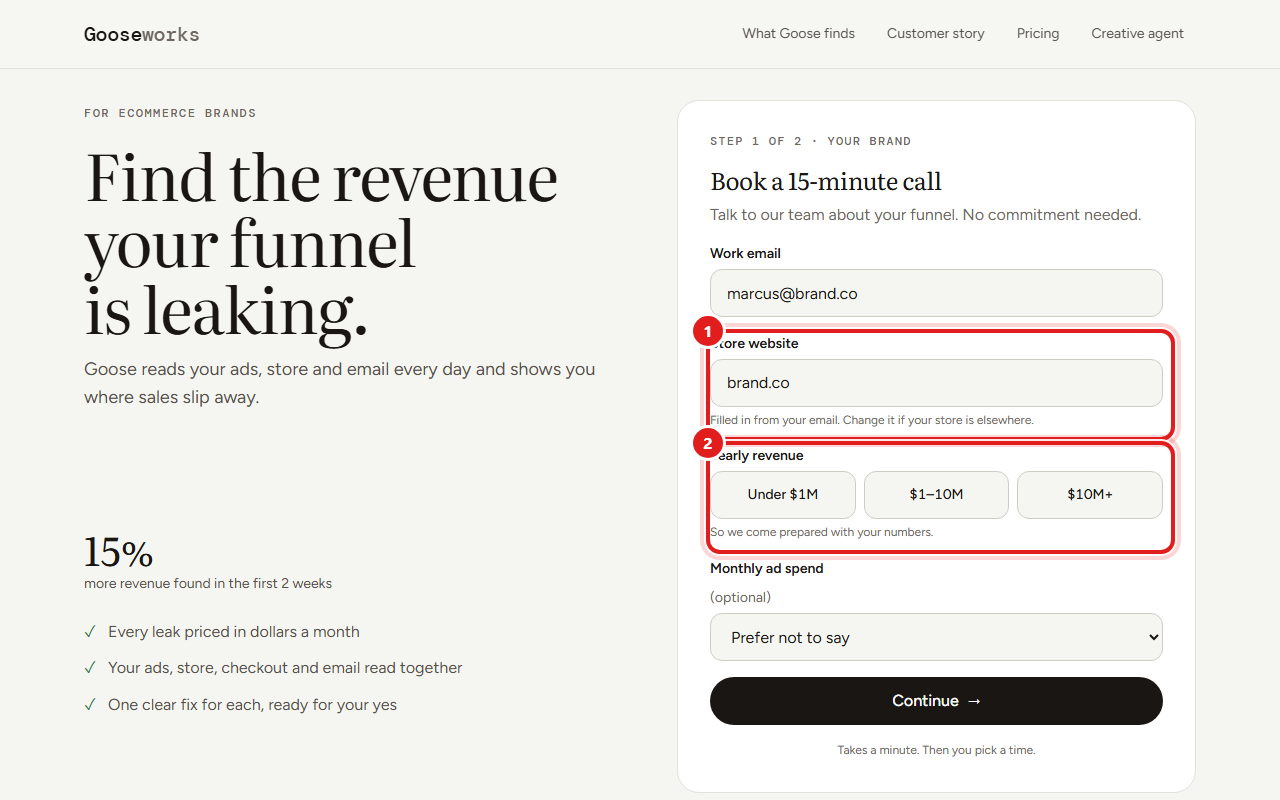 Gooseworks
What Goose finds
Customer story
Pricing
Creative agent
FOR ECOMMERCE BRANDS
Find the revenue
your funnel
is leaking.
Goose reads your ads, store and email every day and shows you
where sales slip away.
15%
more revenue found in the first 2 weeks
✓ Every leak priced in dollars a month
✓ Your ads, store, checkout and email read together
✓ One clear fix for each, ready for your yes
STEP 1 OF 2 · YOUR BRAND
Book a 15-minute call
Talk to our team about your funnel. No commitment needed.
Work email
marcus@brand.co
1
Store website
brand.co
Filled in from your email. Change it if your store is elsewhere.
2
Yearly revenue
Under $1M
$1–10M
$10M+
So we come prepared with your numbers.
Monthly ad spend
(optional)
Prefer not to say
Continue →
Takes a minute. Then you pick a time.